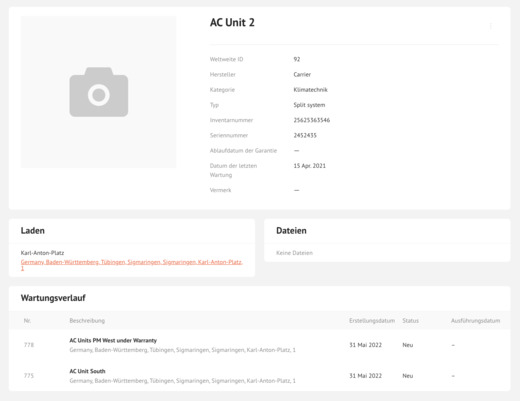 AC Unit 2
Weltweite ID 92
Hersteller Carrier
Kategorie Klimatechnik
Typ Split system
Inventarnummer 25625363546
Seriennummer 2452435
Ablaufdatum der Garantie —
Datum der letzten Wartung 15 Apr. 2021
Vermerk —
Laden
Karl-Anton-Platz
Germany, Baden-Württemberg, Tübingen, Sigmaringen, Sigmaringen, Karl-Anton-Platz,
1
Dateien
Keine Dateien
Wartungsverlauf
Nr. Beschreibung Erstellungsdatum Status Ausführungsdatum
778 AC Units PM West under Warranty 31 Mai 2022 Neu –
Germany, Baden-Württemberg, Tübingen, Sigmaringen, Sigmaringen, Karl-Anton-Platz, 1
775 AC Unit South 31 Mai 2022 Neu –
Germany, Baden-Württemberg, Tübingen, Sigmaringen, Sigmaringen, Karl-Anton-Platz, 1